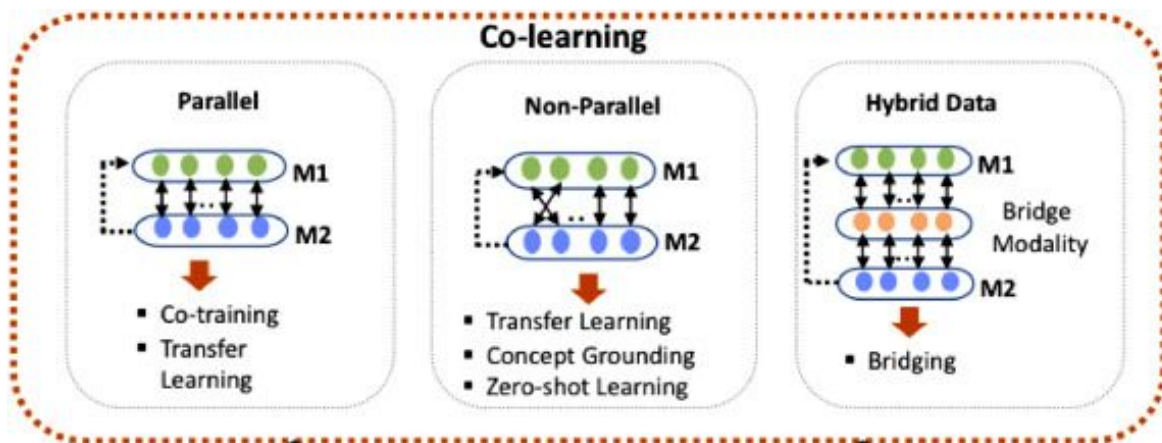 Co-learning
Parallel
M1
M2
▪ Co-training
▪ Transfer
Learning
Non-Parallel
M1
M2
▪ Transfer Learning
▪ Concept Grounding
▪ Zero-shot Learning
Hybrid Data
M1
Bridge
Modality
M2
▪ Bridging